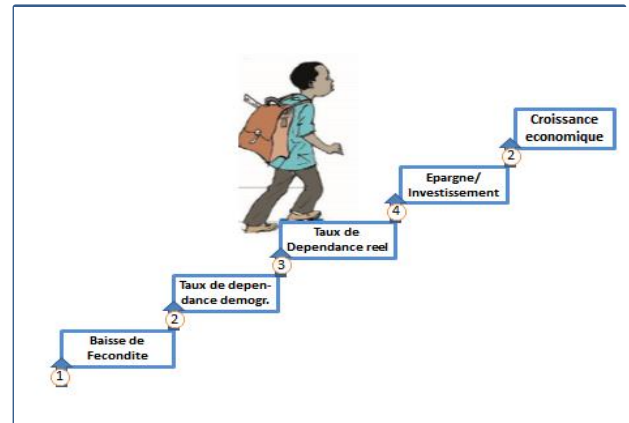 Croissance
economique
2
Epargne/
Investissement
4
Taux de
Dependance reel
3
Taux de depen-
dance demogr.
2
Baisse de
Fecondite
1